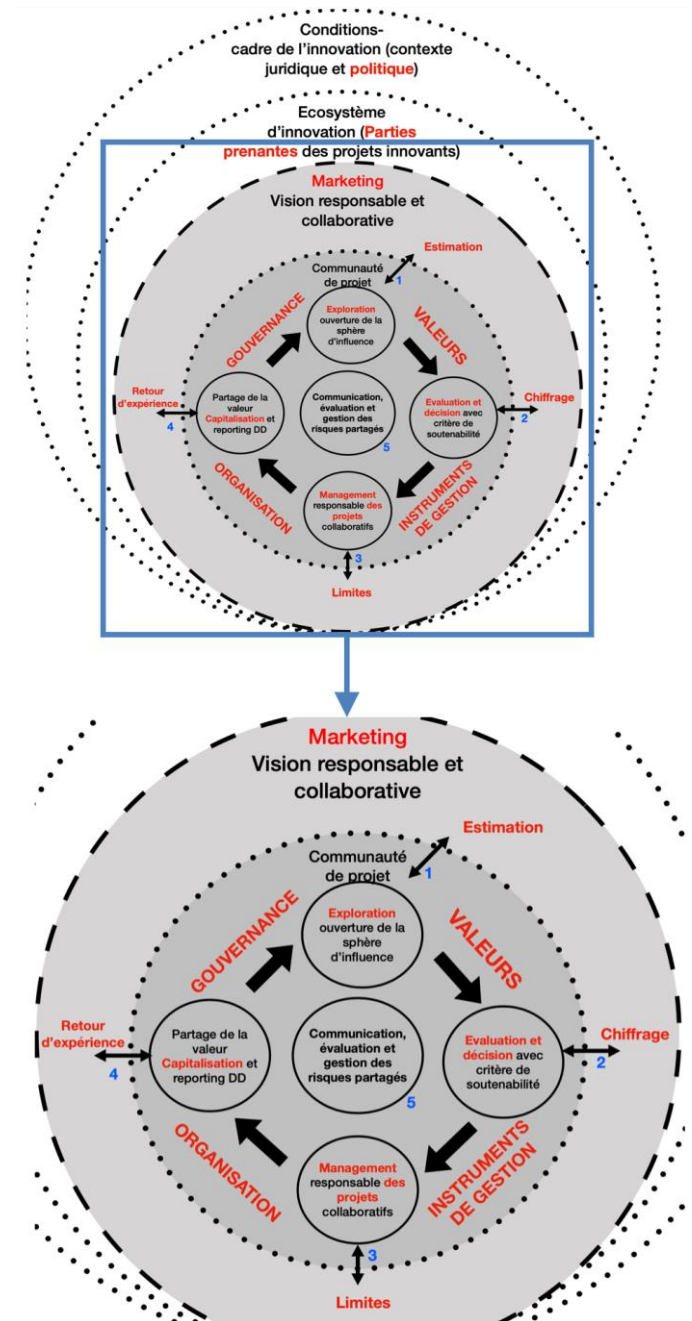 Conditions-
cadre de l'innovation (contexte
juridique et politique)
Ecosystème
d'innovation (Parties
prenantes des projets innovants)
Marketing
Vision responsable et
collaborative
Estimation
Communauté
de projet
1
Exploration
ouverture de la
sphère
d'influence
GOUVERNANCE
VALEURS
Retour
d'expérience
4
Partage de la
valeur
Capitalisation et
reporting DD
Communication,
évaluation et
gestion des
risques partagés
5
Evaluation et
décision avec
critère de
soutenabilité
Chiffrage
2
ORGANISATION
Management
responsable des
projets
collaboratifs
INSTRUMENTS
DE GESTION
3
Limites
Marketing
Vision responsable et
collaborative
Estimation
Communauté
de projet
1
Exploration
ouverture de la
sphère
d'influence
GOUVERNANCE
VALEURS
Retour
d'expérience
4
Partage de la
valeur
Capitalisation et
reporting DD
Communication,
évaluation et
gestion des
risques partagés
5
Evaluation et
décision avec
critère de
soutenabilité
Chiffrage
2
ORGANISATION
Management
responsable des
projets
collaboratifs
INSTRUMENTS
DE GESTION
3
Limites